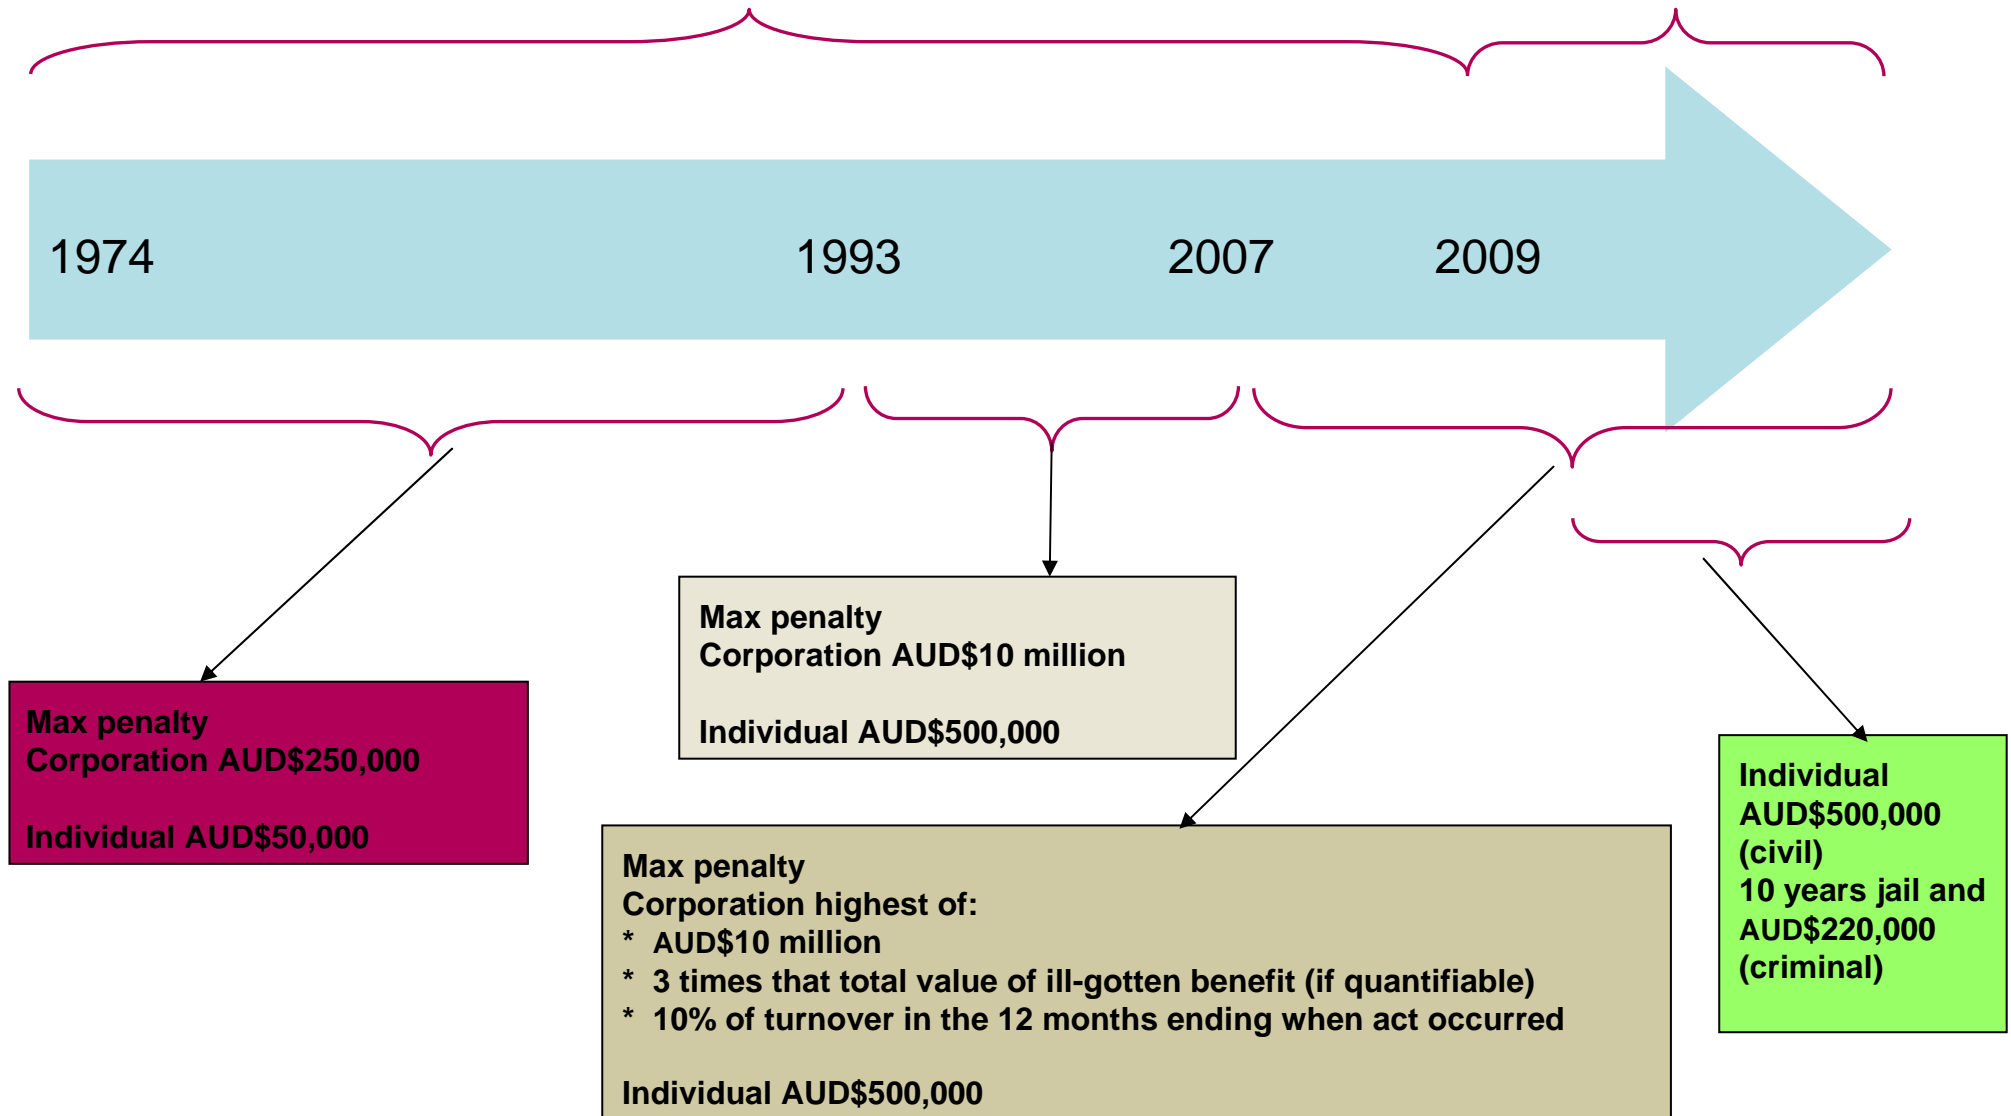 1974
1993
2007
2009
Max penalty
Corporation AUD$250,000
Individual AUD$50,000
Max penalty
Corporation AUD$10 million
Individual AUD$500,000
Max penalty
Corporation highest of:
* AUD$10 million
* 3 times that total value of ill-gotten benefit (if quantifiable)
* 10% of turnover in the 12 months ending when act occurred
Individual AUD$500,000
Individual
AUD$500,000
(civil)
10 years jail and
AUD$220,000
(criminal)